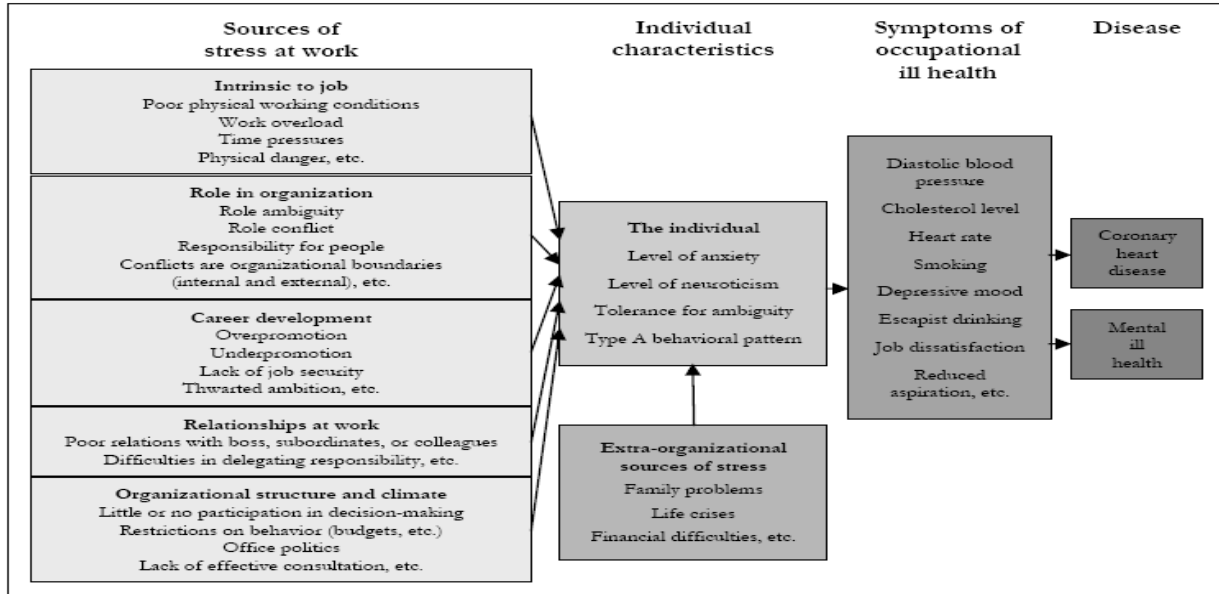 Sources of
stress at work
Individual
characteristics
Symptoms of
occupational
ill health
Disease
Intrinsic to job
Poor physical working conditions
Work overload
Time pressures
Physical danger, etc.
Role in organization
Role ambiguity
Role conflict
Responsibility for people
Conflicts are organizational boundaries
(internal and external), etc.
Career development
Overpromotion
Underpromotion
Lack of job security
Thwarted ambition, etc.
Relationships at work
Poor relations with boss, subordinates, or colleagues
Difficulties in delegating responsibility, etc.
Organizational structure and climate
Little or no participation in decision-making
Restrictions on behavior (budgets, etc.)
Office politics
Lack of effective consultation, etc.
The individual
Level of anxiety
Level of neuroticism
Tolerance for ambiguity
Type A behavioral pattern
Extra-organizational
sources of stress
Family problems
Life crises
Financial difficulties, etc.
Diastolic blood
pressure
Cholesterol level
Heart rate
Smoking
Depressive mood
Escapist drinking
Job dissatisfaction
Reduced
aspiration, etc.
Coronary
heart
disease
Mental
ill
health